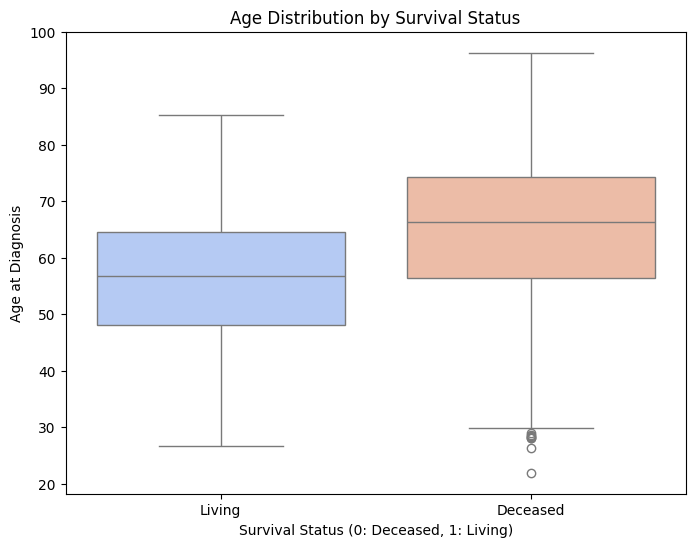 Age Distribution by Survival Status
100
90
80
70
60
50
40
30
20
Age at Diagnosis
Living
Deceased
Survival Status (0: Deceased, 1: Living)